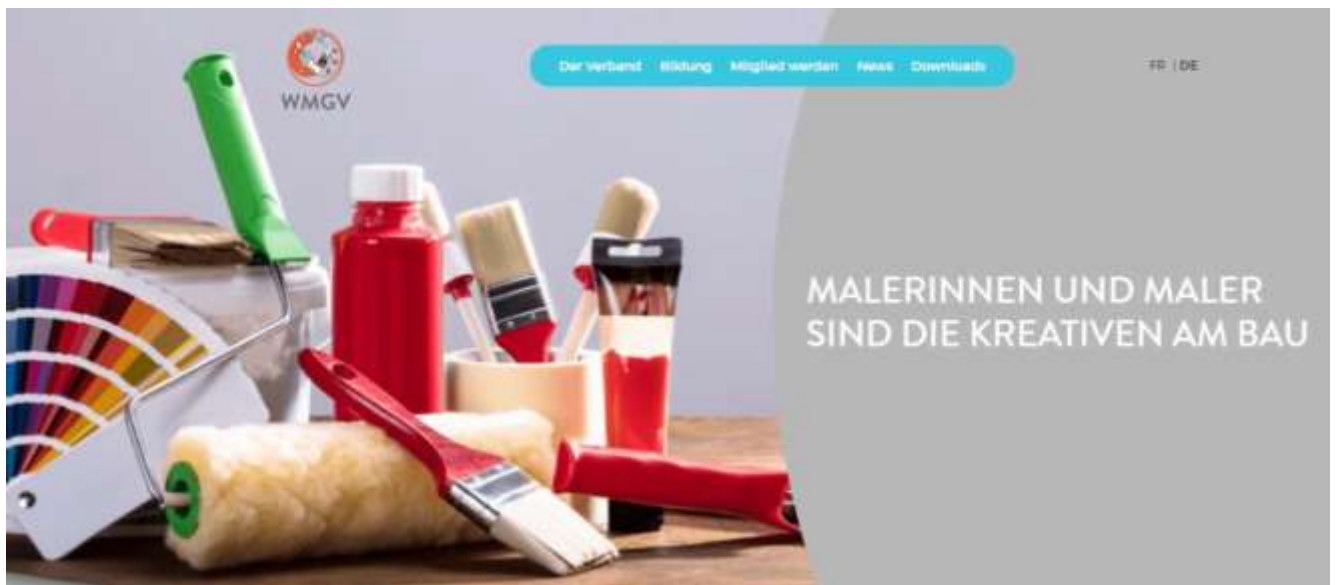 WMGV
Der Verband Bildung Mitglied werden News Downloads
FR | DE
MALERINNEN UND MALER
SIND DIE KREATIVEN AM BAU